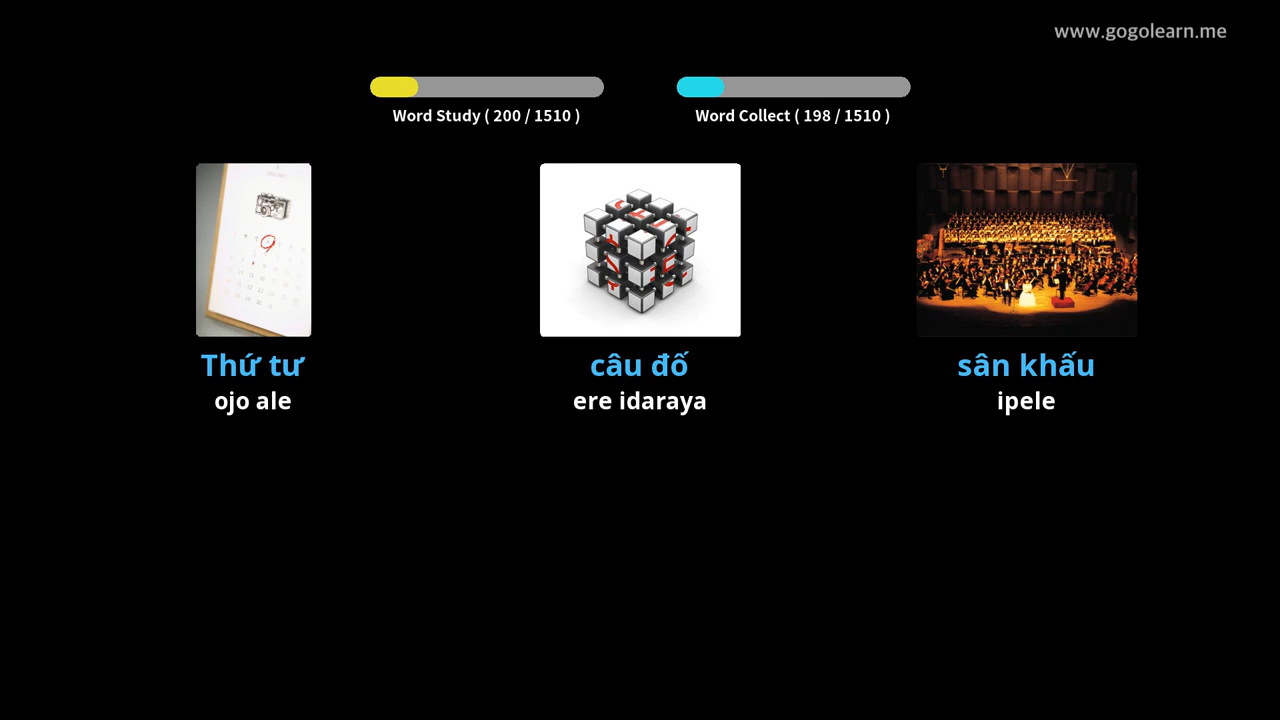 www.gogolearn.me
Word Study ( 200 / 1510 )
Word Collect ( 198 / 1510 )
Thứ tư
ojo ale
câu đố
ere idaraya
sân khấu
ipele